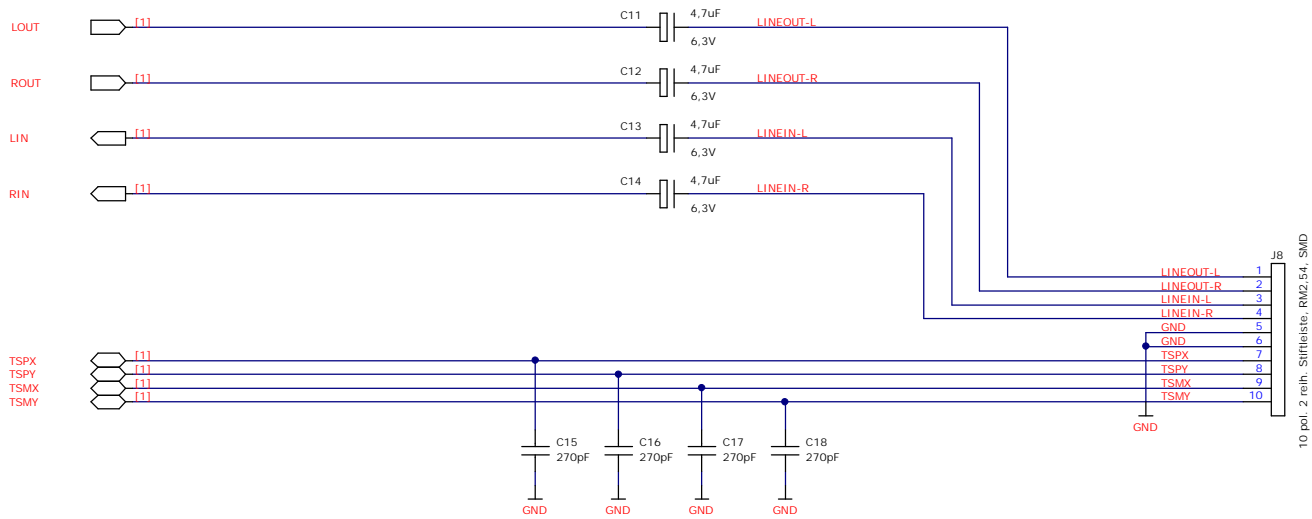 LOUT [1] C11 4,7uF 6,3V LINEOUT-L
ROUT [1] C12 4,7uF 6,3V LINEOUT-R
LIN [1] C13 4,7uF 6,3V LINEIN-L
RIN [1] C14 4,7uF 6,3V LINEIN-R
J8
LINEOUT-L 1
LINEOUT-R 2
LINEIN-L 3
LINEIN-R 4
GND 5
GND 6
TSPX 7
TSPY 8
TSMX 9
TSMY 10
GND
10 pol. 2 reih. Stiftleiste, RM2,54, SMD
TSPX [1]
TSPY [1]
TSMX [1]
TSMY [1]
C15 270pF
C16 270pF
C17 270pF
C18 270pF
GND GND GND GND